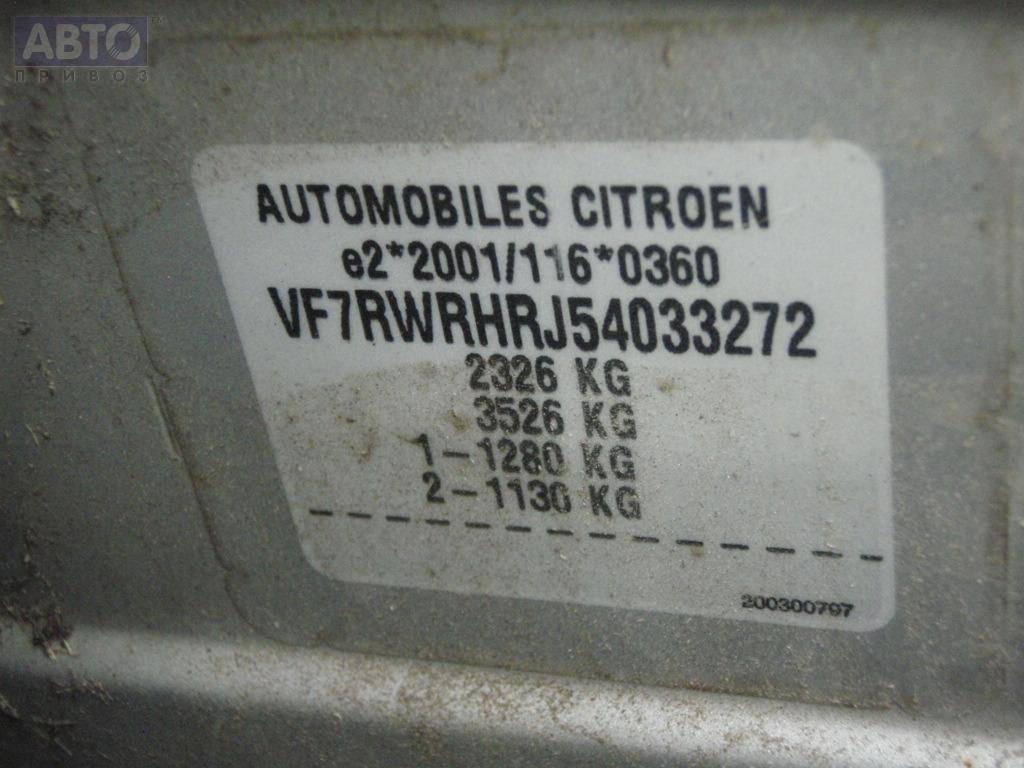 АВТО™
ПРИВОЗ
AUTOMOBILES CITROEN
e2*2001/116*0360
VF7RWRHRJ54033272
2326 KG
3526 KG
1-1280 KG
2-1130 KG
200300797